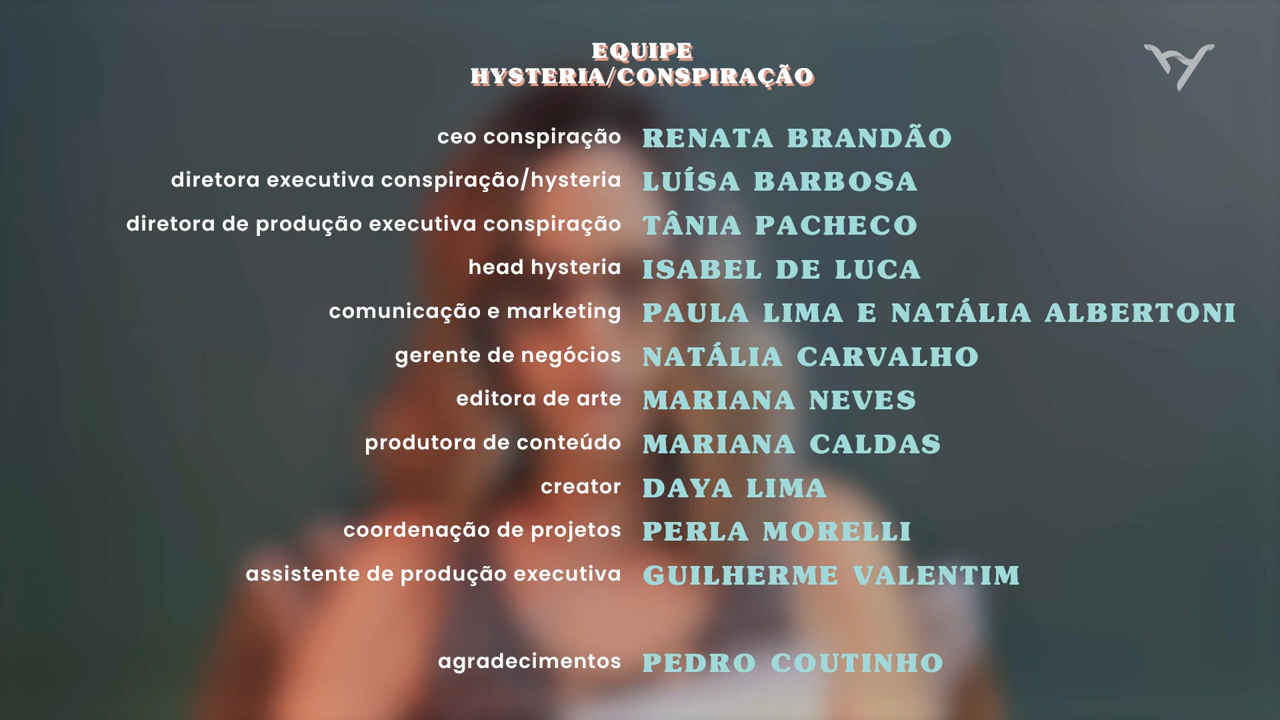 EQUIPE
HYSTERIA/CONSPIRAÇÃO
ceo conspiração RENATA BRANDÃO
diretora executiva conspiração/hysteria LUÍSA BARBOSA
diretora de produção executiva conspiração TÂNIA PACHECO
head hysteria ISABEL DE LUCA
comunicação e marketing PAULA LIMA E NATÁLIA ALBERTONI
gerente de negócios NATÁLIA CARVALHO
editora de arte MARIANA NEVES
produtora de conteúdo MARIANA CALDAS
creator DAYA LIMA
coordenação de projetos PERLA MORELLI
assistente de produção executiva GUILHERME VALENTIM
agradecimentos PEDRO COUTINHO